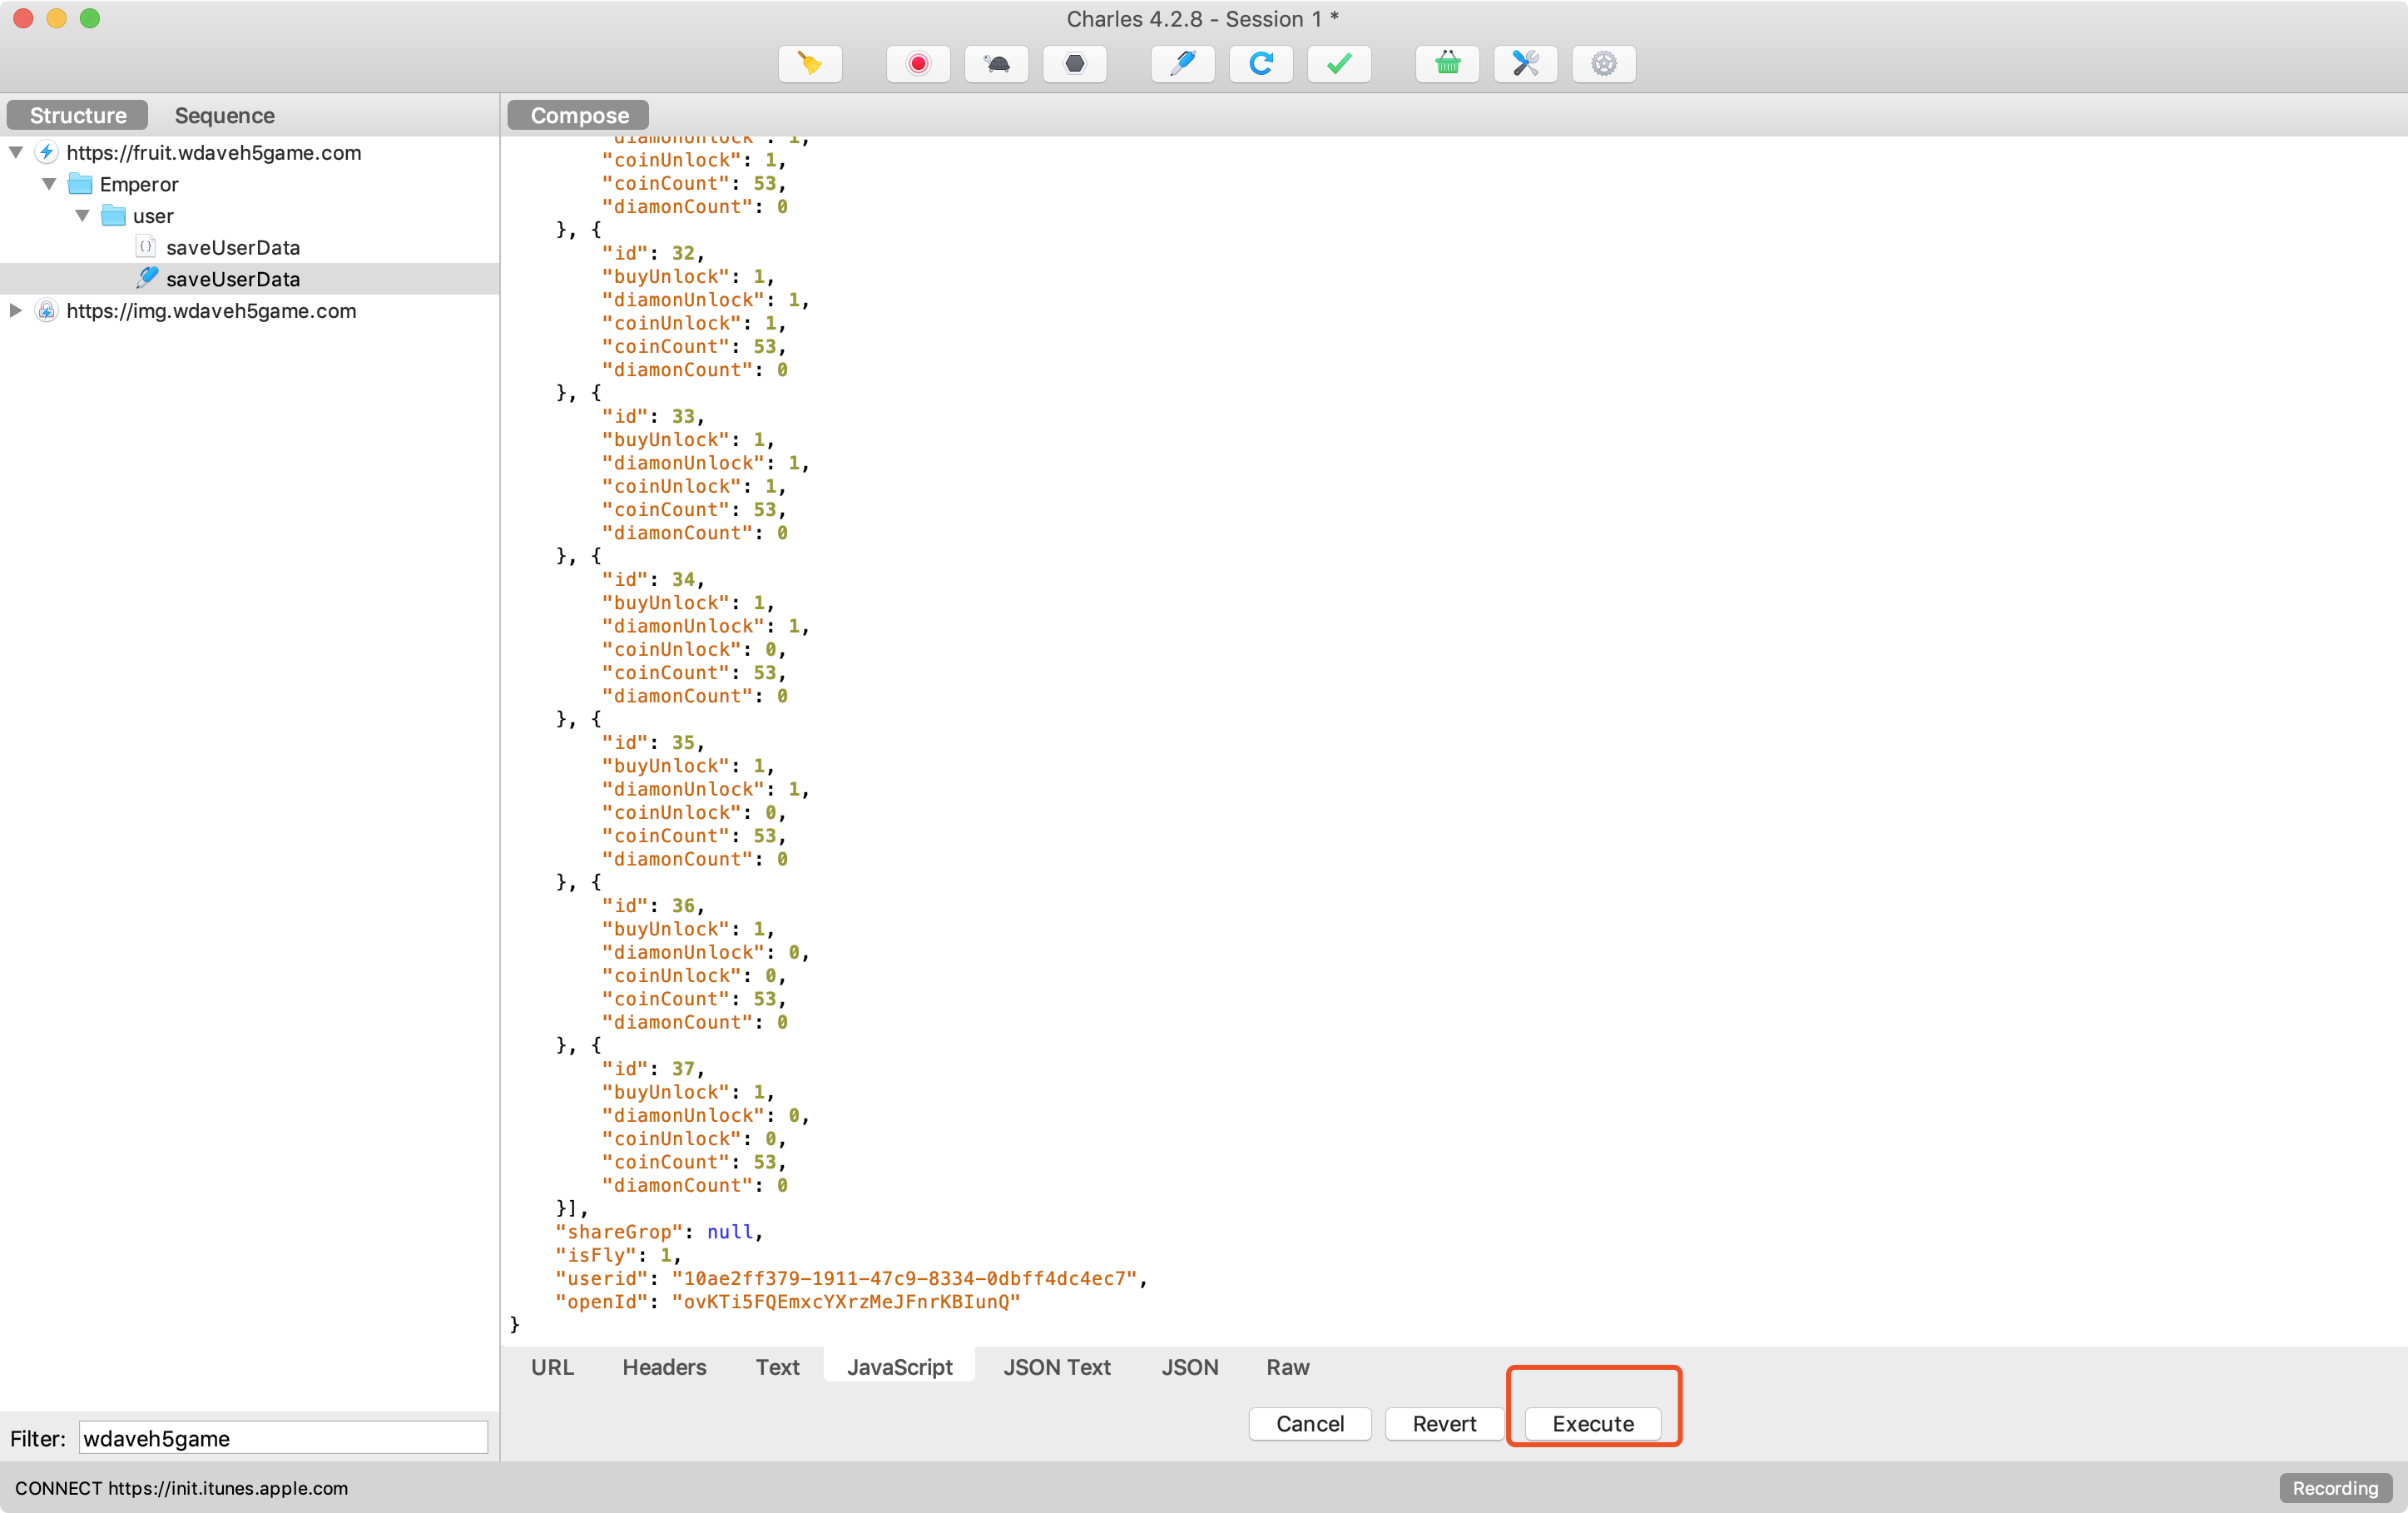 Charles 4.2.8 - Session 1 *
Structure
Sequence
Compose
https://fruit.wdaveh5game.com
Emperor
user
saveUserData
saveUserData
https://img.wdaveh5game.com
"diamonUnlock": 1,
"coinUnlock": 1,
"coinCount": 53,
"diamonCount": 0
}, {
"id": 32,
"buyUnlock": 1,
"diamonUnlock": 1,
"coinUnlock": 1,
"coinCount": 53,
"diamonCount": 0
}, {
"id": 33,
"buyUnlock": 1,
"diamonUnlock": 1,
"coinUnlock": 1,
"coinCount": 53,
"diamonCount": 0
}, {
"id": 34,
"buyUnlock": 1,
"diamonUnlock": 1,
"coinUnlock": 0,
"coinCount": 53,
"diamonCount": 0
}, {
"id": 35,
"buyUnlock": 1,
"diamonUnlock": 1,
"coinUnlock": 0,
"coinCount": 53,
"diamonCount": 0
}, {
"id": 36,
"buyUnlock": 1,
"diamonUnlock": 0,
"coinUnlock": 0,
"coinCount": 53,
"diamonCount": 0
}, {
"id": 37,
"buyUnlock": 1,
"diamonUnlock": 0,
"coinUnlock": 0,
"coinCount": 53,
"diamonCount": 0
}],
"shareGrop": null,
"isFly": 1,
"userid": "10ae2ff379-1911-47c9-8334-0dbff4dc4ec7",
"openId": "ovKTi5FQEmxcYXrzMeJFnrKBIunQ"
}
URL Headers Text JavaScript JSON Text JSON Raw
Cancel Revert Execute
Filter: wdaveh5game
CONNECT https://init.itunes.apple.com
Recording